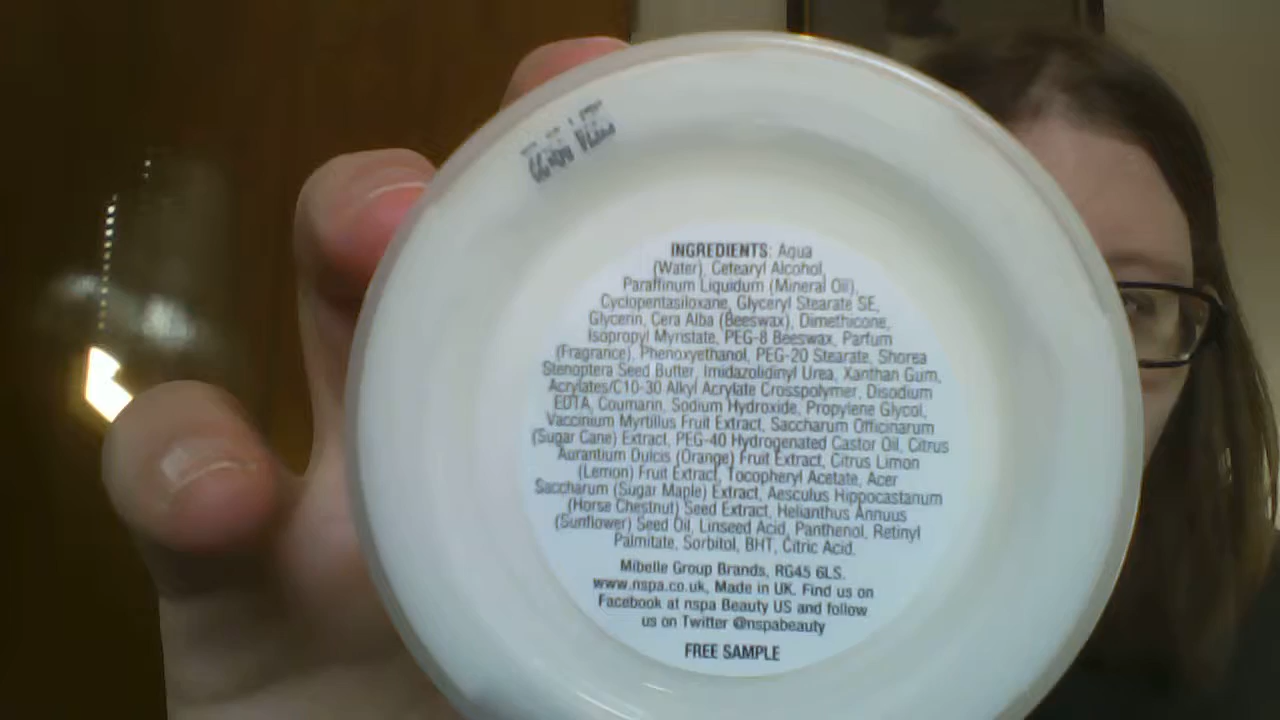 INGREDIENTS: Aqua
(Water), Cetearyl Alcohol,
Paraffinum Liquidum (Mineral Oil),
Cyclopentasiloxane, Glyceryl Stearate SE,
Glycerin, Cera Alba (Beeswax), Dimethicone,
Isopropyl Myristate, PEG-8 Beeswax, Parfum
(Fragrance), Phenoxyethanol, PEG-20 Stearate, Shorea
Stenoptera Seed Butter, Imidazolidinyl Urea, Xanthan Gum,
Acrylates/C10-30 Alkyl Acrylate Crosspolymer, Disodium
EDTA, Coumarin, Sodium Hydroxide, Propylene Glycol,
Vaccinium Myrtillus Fruit Extract, Saccharum Officinarum
(Sugar Cane) Extract, PEG-40 Hydrogenated Castor Oil, Citrus
Aurantium Dulcis (Orange) Fruit Extract, Citrus Limon
(Lemon) Fruit Extract, Tocopheryl Acetate, Acer
Saccharum (Sugar Maple) Extract, Aesculus Hippocastanum
(Horse Chestnut) Seed Extract, Helianthus Annuus
(Sunflower) Seed Oil, Linseed Acid, Panthenol, Retinyl
Palmitate, Sorbitol, BHT, Citric Acid.
Mibelle Group Brands, RG45 6LS.
www.nspa.co.uk, Made in UK. Find us on
Facebook at nspa Beauty US and follow
us on Twitter @nspabeauty
FREE SAMPLE